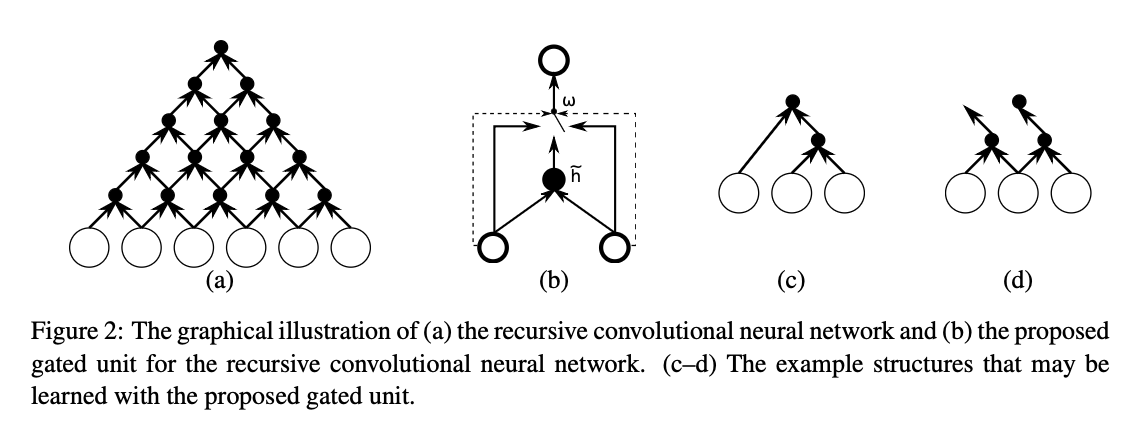 ω
h̃
(a) (b) (c) (d)
Figure 2: The graphical illustration of (a) the recursive convolutional neural network and (b) the proposed
gated unit for the recursive convolutional neural network. (c–d) The example structures that may be
learned with the proposed gated unit.